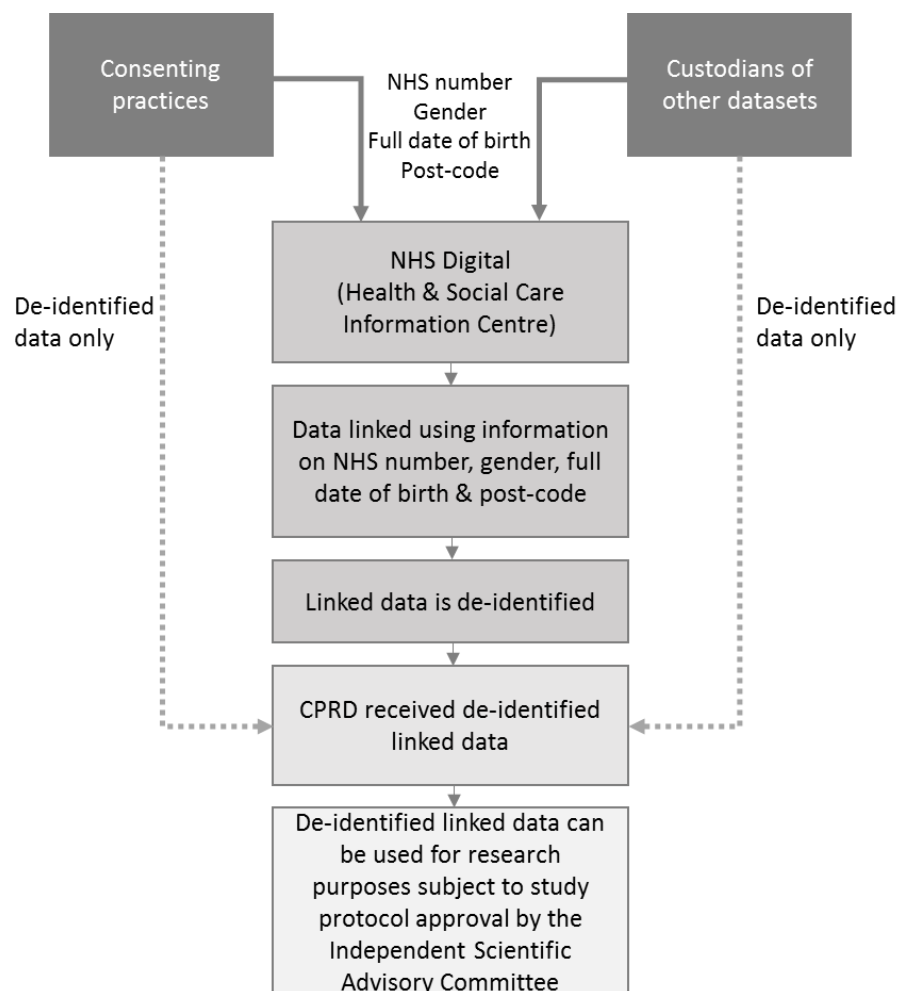 Consenting
practices
NHS number
Gender
Full date of birth
Post-code
Custodians of
other datasets
NHS Digital
(Health & Social Care
Information Centre)
De-identified
data only
De-identified
data only
Data linked using information
on NHS number, gender, full
date of birth & post-code
Linked data is de-identified
CPRD received de-identified
linked data
De-identified linked data can
be used for research
purposes subject to study
protocol approval by the
Independent Scientific
Advisory Committee